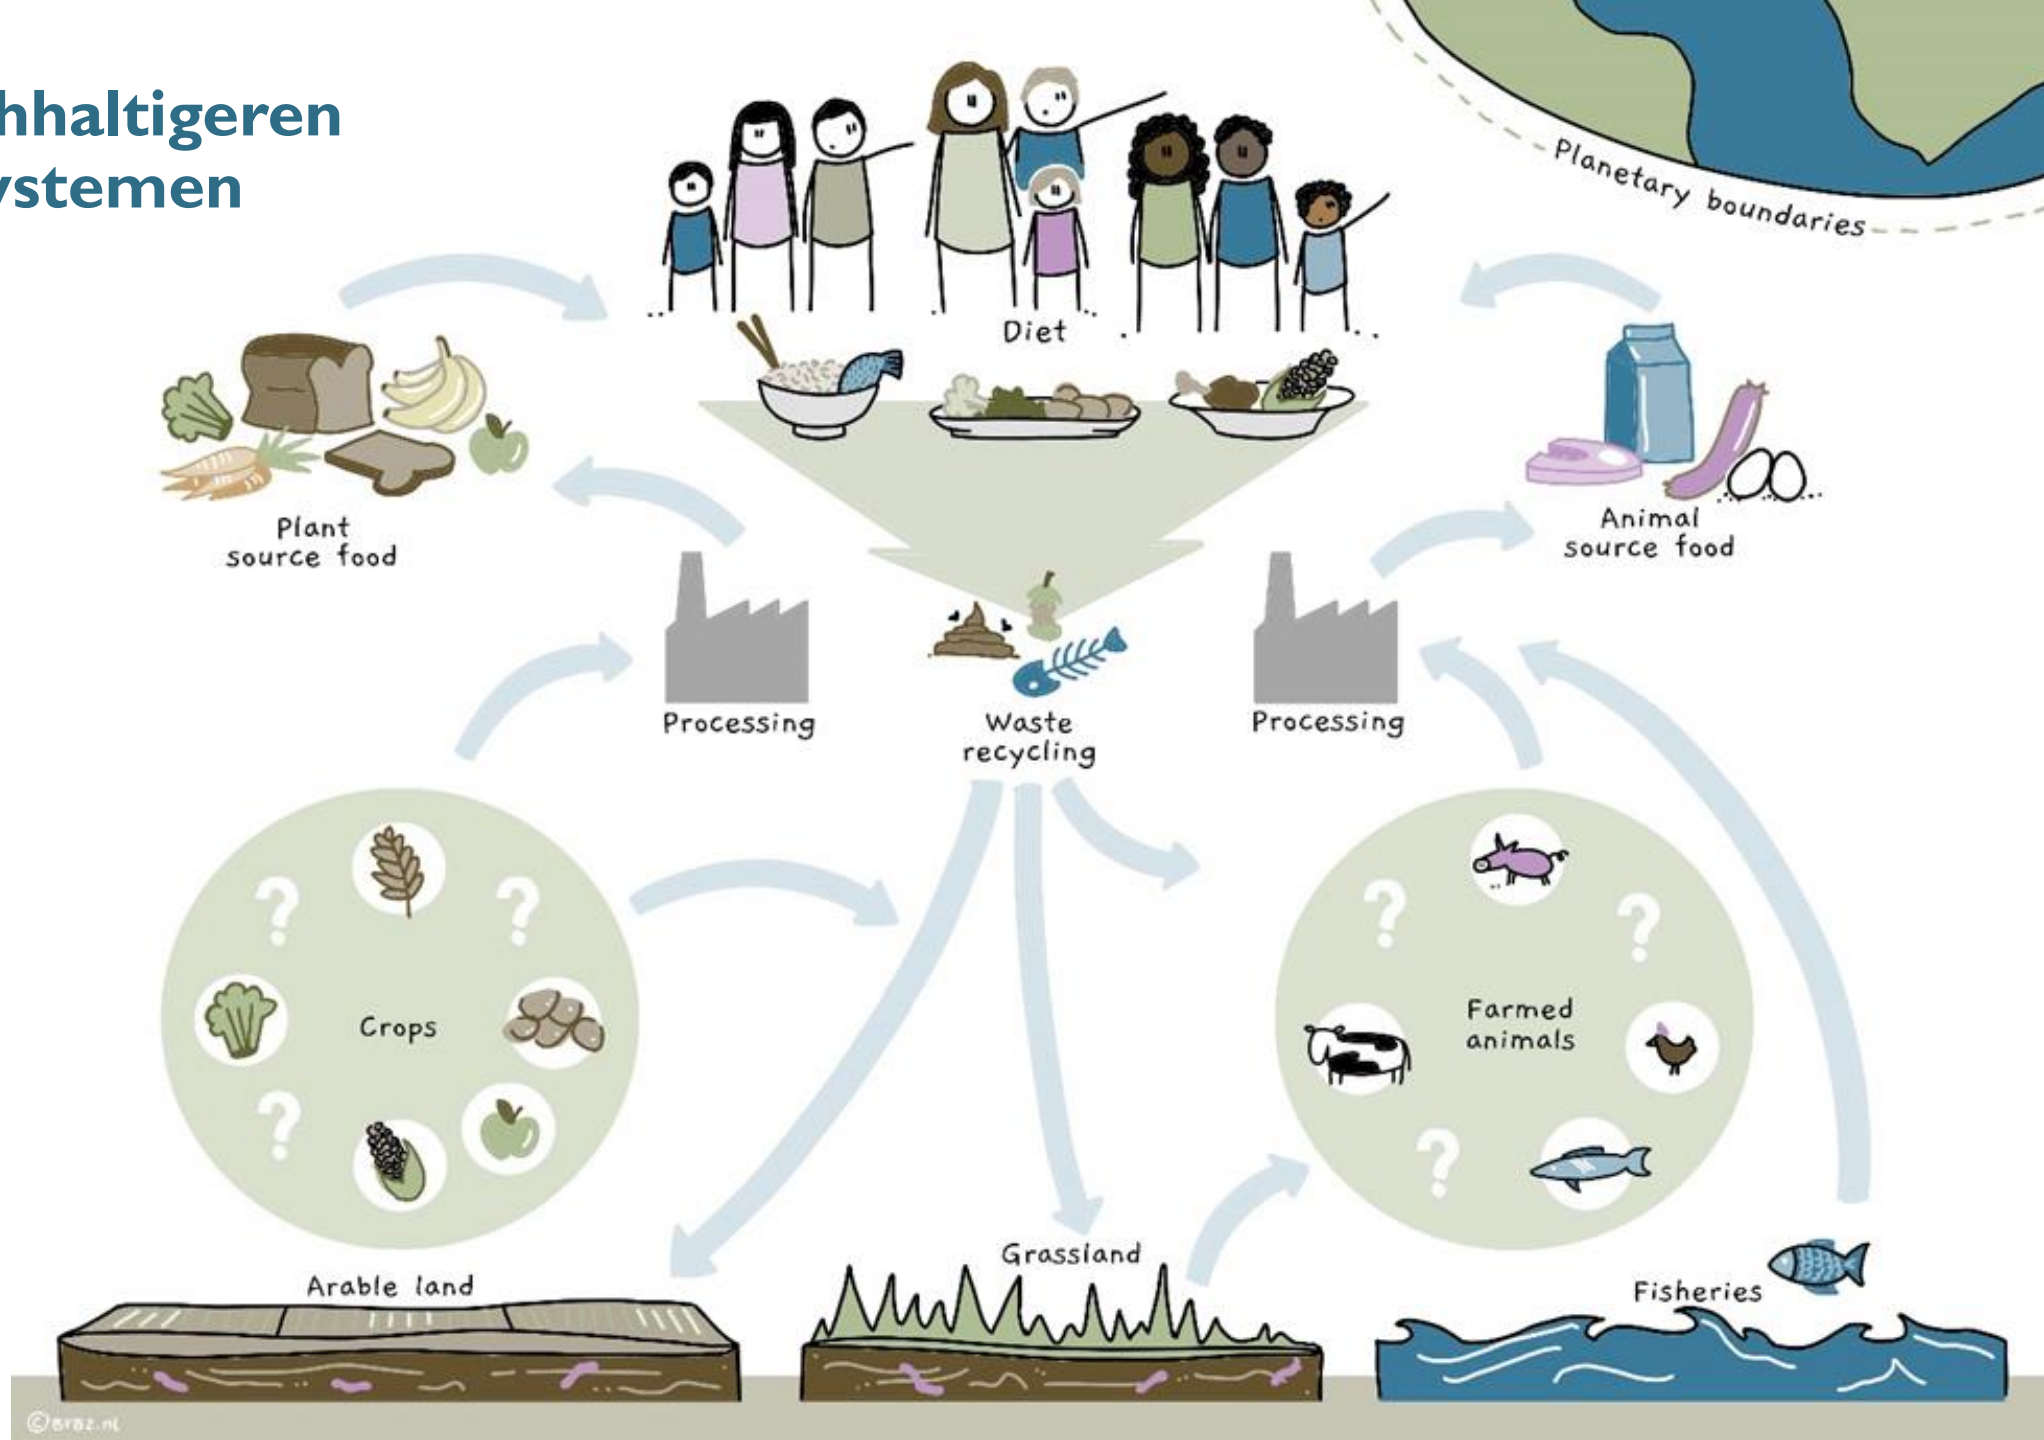 hhaltigeren
ystemen
Planetary boundaries
Diet
Plant
source food
Animal
source food
Processing
Waste
recycling
Processing
Crops
Farmed
animals
Arable land
Grassland
Fisheries